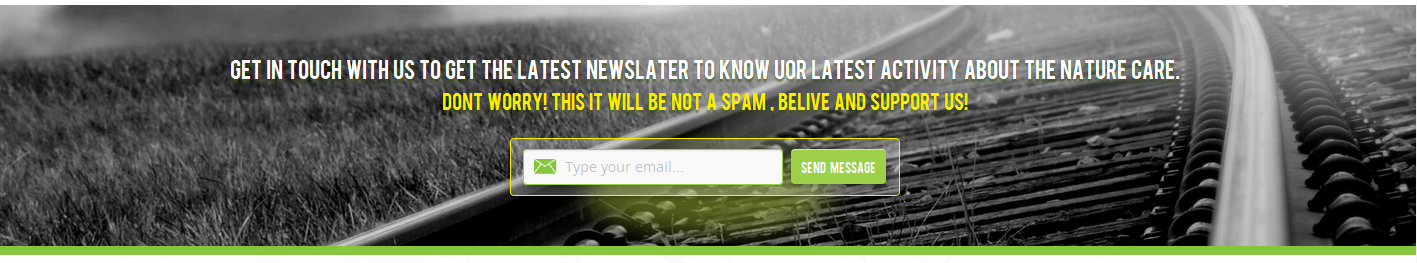 GET IN TOUCH WITH US TO GET THE LATEST NEWSLATER TO KNOW UOR LATEST ACTIVITY ABOUT THE NATURE CARE.
DONT WORRY! THIS IT WILL BE NOT A SPAM , BELIVE AND SUPPORT US!
Type your email...
SEND MESSAGE